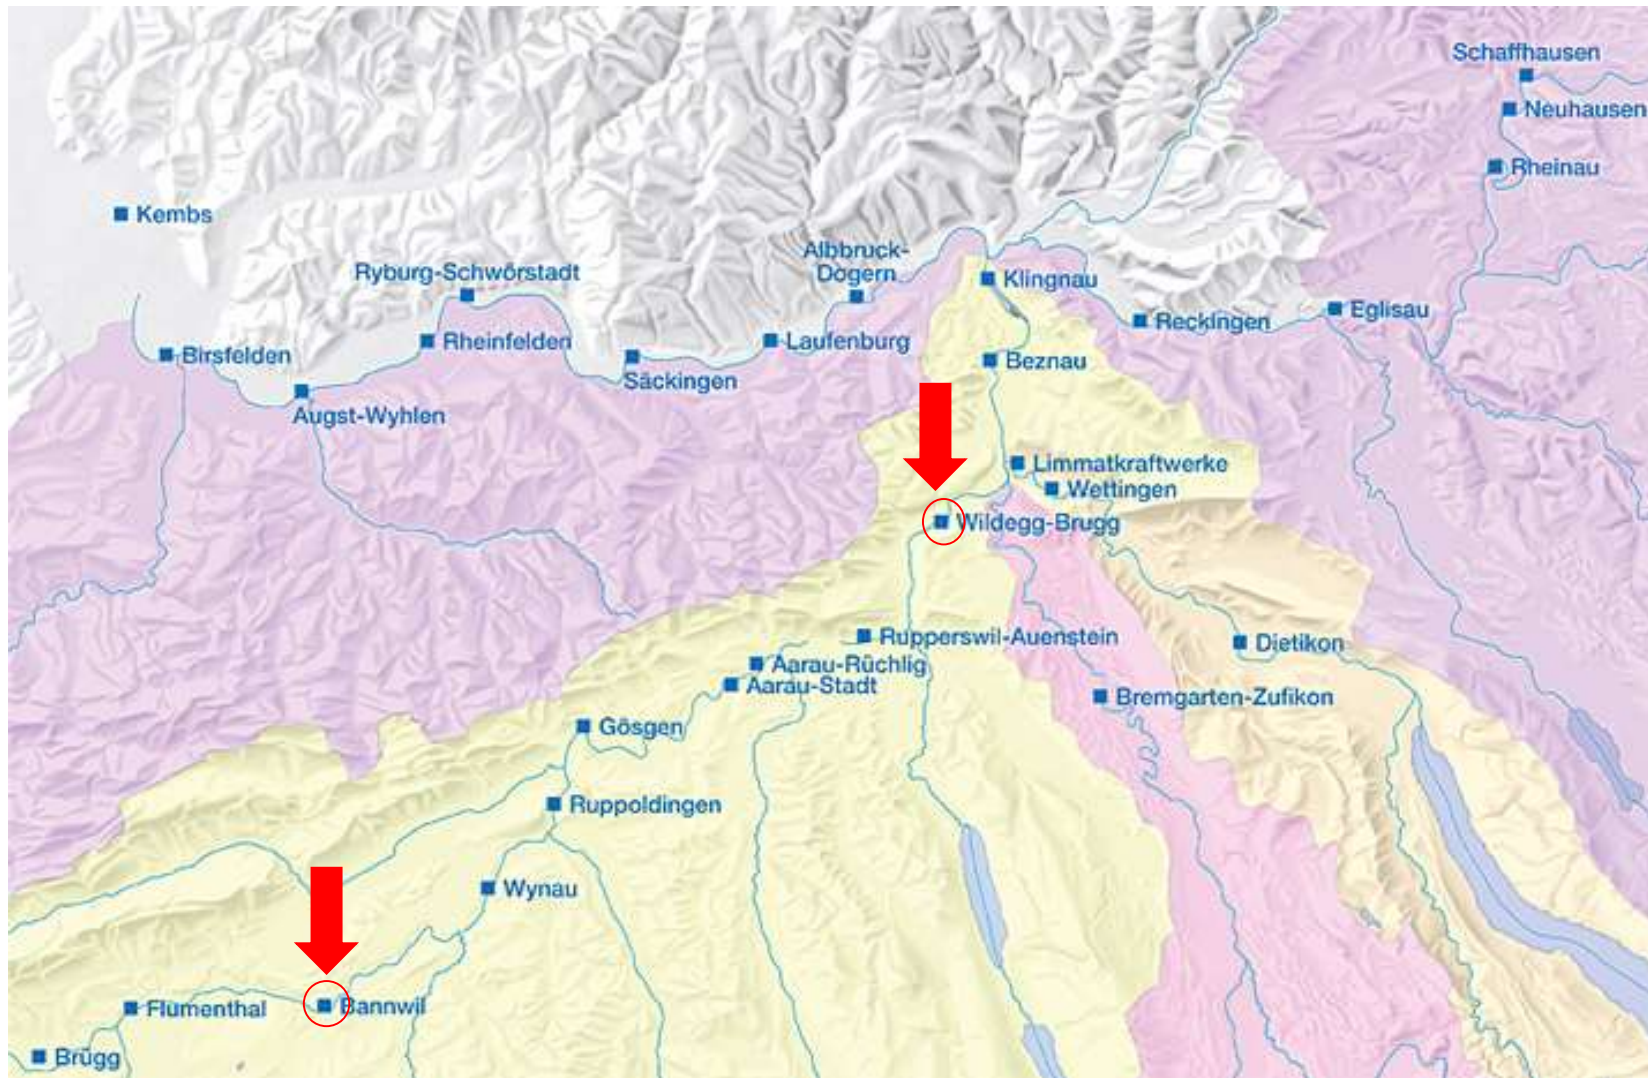 Schaffhausen
Neuhausen
Rheinau
Kembs
Albbruck-
Dogern
Ryburg-Schwörstadt
Klingnau
Eglisau
Reckingen
Rheinfelden
Laufenburg
Birsfelden
Säckingen
Beznau
Augst-Wyhlen
Limmatkraftwerke
Wettingen
Wildegg-Brugg
Rupperswil-Auenstein
Dietikon
Aarau-Rüchlig
Aarau-Stadt
Bremgarten-Zufikon
Gösgen
Ruppoldingen
Wynau
Flumenthal
Bannwil
Brügg